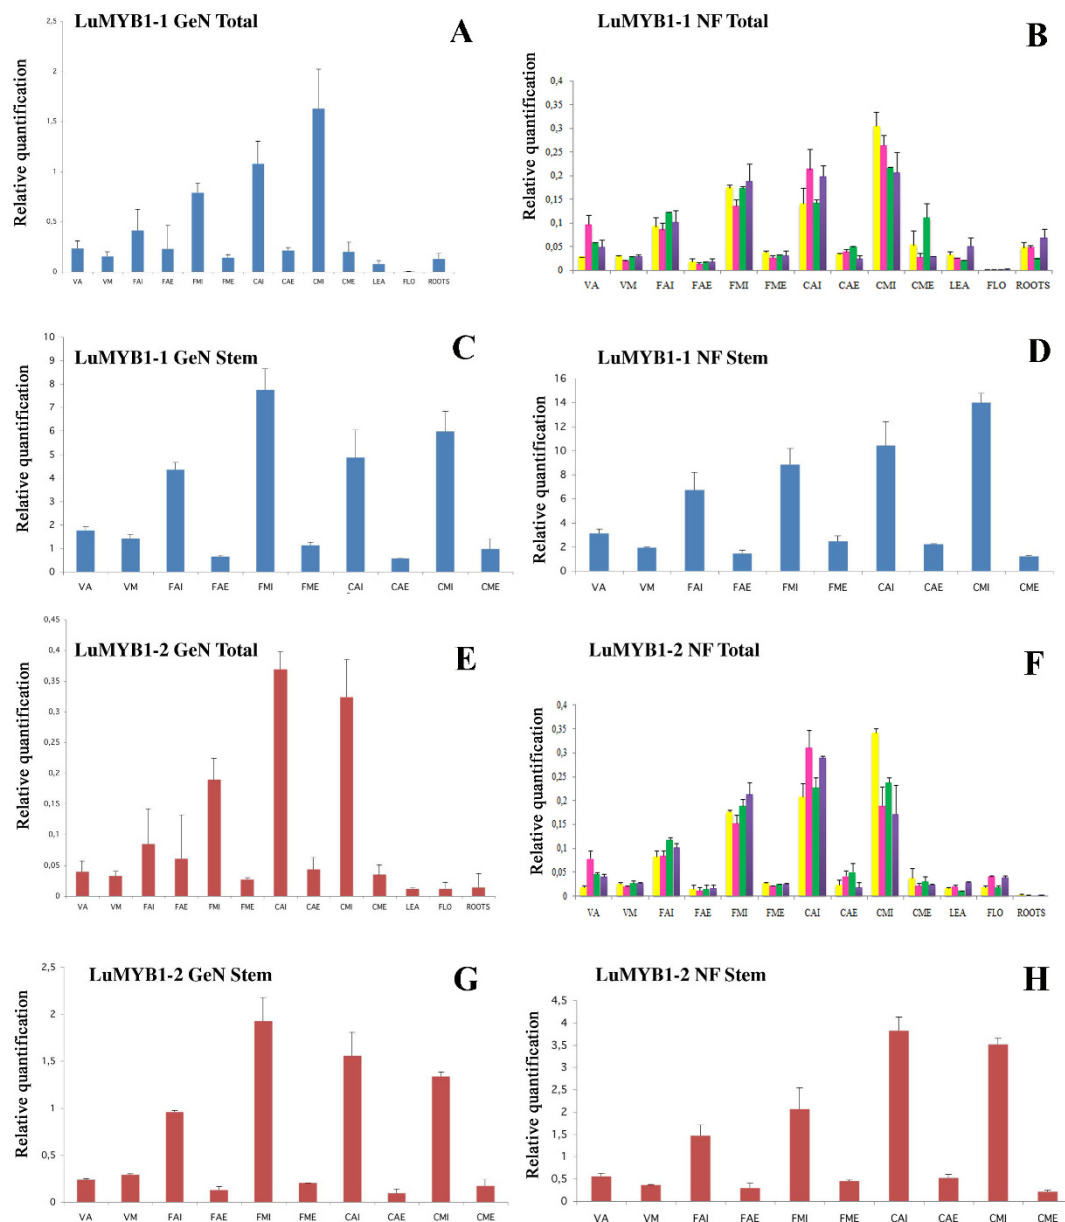 LuMYB1-1 GeN Total
A
Relative quantification
2,5
2
1,5
1
0,5
0
VA VM FAI FAE FMI FME CAI CAE CMI CME LEA FLO ROOTS
LuMYB1-1 NF Total
B
Relative quantification
0,4
0,35
0,3
0,25
0,2
0,15
0,1
0,05
0
VA VM FAI FAE FMI FME CAI CAE CMI CME LEA FLO ROOTS
LuMYB1-1 GeN Stem
C
Relative quantification
10
9
8
7
6
5
4
3
2
1
0
VA VM FAI FAE FMI FME CAI CAE CMI CME
LuMYB1-1 NF Stem
D
Relative quantification
16
14
12
10
8
6
4
2
0
VA VM FAI FAE FMI FME CAI CAE CMI CME
LuMYB1-2 GeN Total
E
Relative quantification
0,45
0,4
0,35
0,3
0,25
0,2
0,15
0,1
0,05
0
VA VM FAI FAE FMI FME CAI CAE CMI CME LEA FLO ROOTS
LuMYB1-2 NF Total
F
Relative quantification
0,4
0,35
0,3
0,25
0,2
0,15
0,1
0,05
0
VA VM FAI FAE FMI FME CAI CAE CMI CME LEA FLO ROOTS
LuMYB1-2 GeN Stem
G
Relative quantification
2,5
2
1,5
1
0,5
0
VA VM FAI FAE FMI FME CAI CAE CMI CME
LuMYB1-2 NF Stem
H
Relative quantification
4,5
4
3,5
3
2,5
2
1,5
1
0,5
0
VA VM FAI FAE FMI FME CAI CAE CMI CME